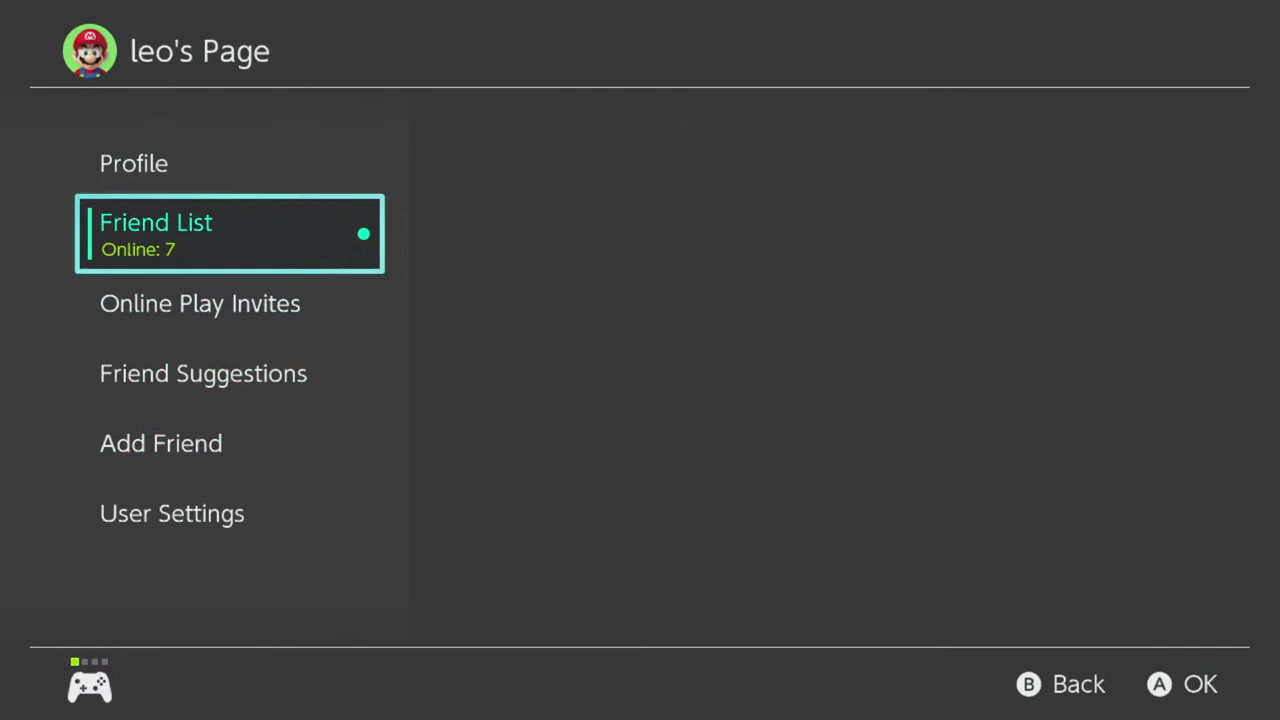 leo's Page
Profile
Friend List
Online: 7
Online Play Invites
Friend Suggestions
Add Friend
User Settings
B Back
A OK